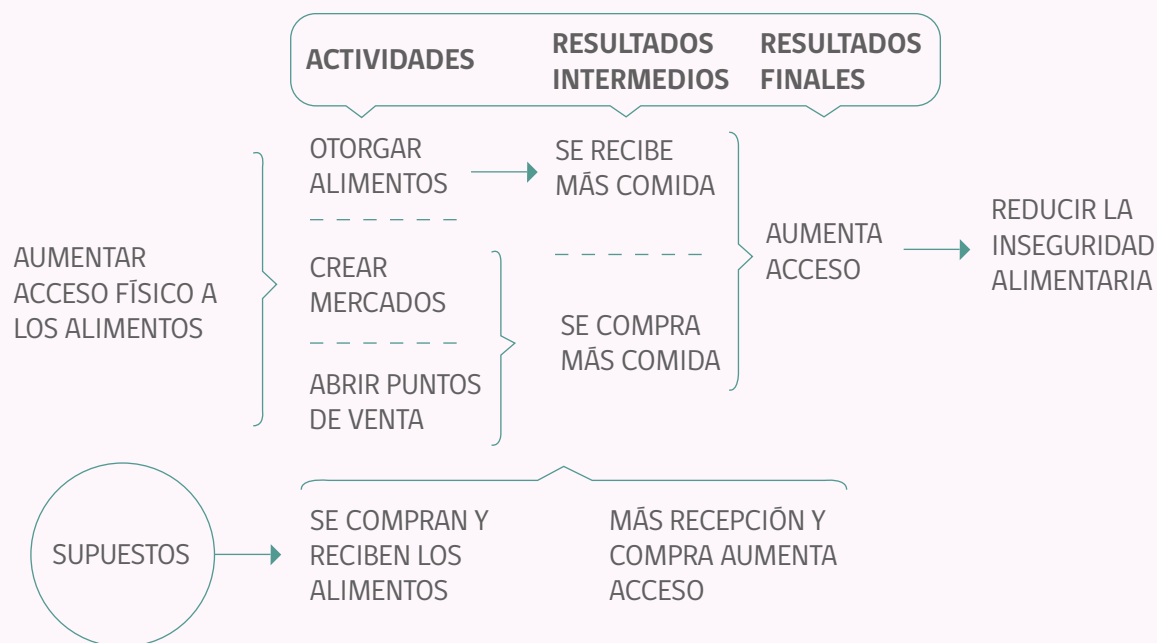 ACTIVIDADES
RESULTADOS
INTERMEDIOS
RESULTADOS
FINALES
AUMENTAR
ACCESO FÍSICO A
LOS ALIMENTOS
OTORGAR
ALIMENTOS
CREAR
MERCADOS
ABRIR PUNTOS
DE VENTA
SE RECIBE
MÁS COMIDA
SE COMPRA
MÁS COMIDA
AUMENTA
ACCESO
REDUCIR LA
INSEGURIDAD
ALIMENTARIA
SUPUESTOS
SE COMPRAN Y
RECIBEN LOS
ALIMENTOS
MÁS RECEPCIÓN Y
COMPRA AUMENTA
ACCESO